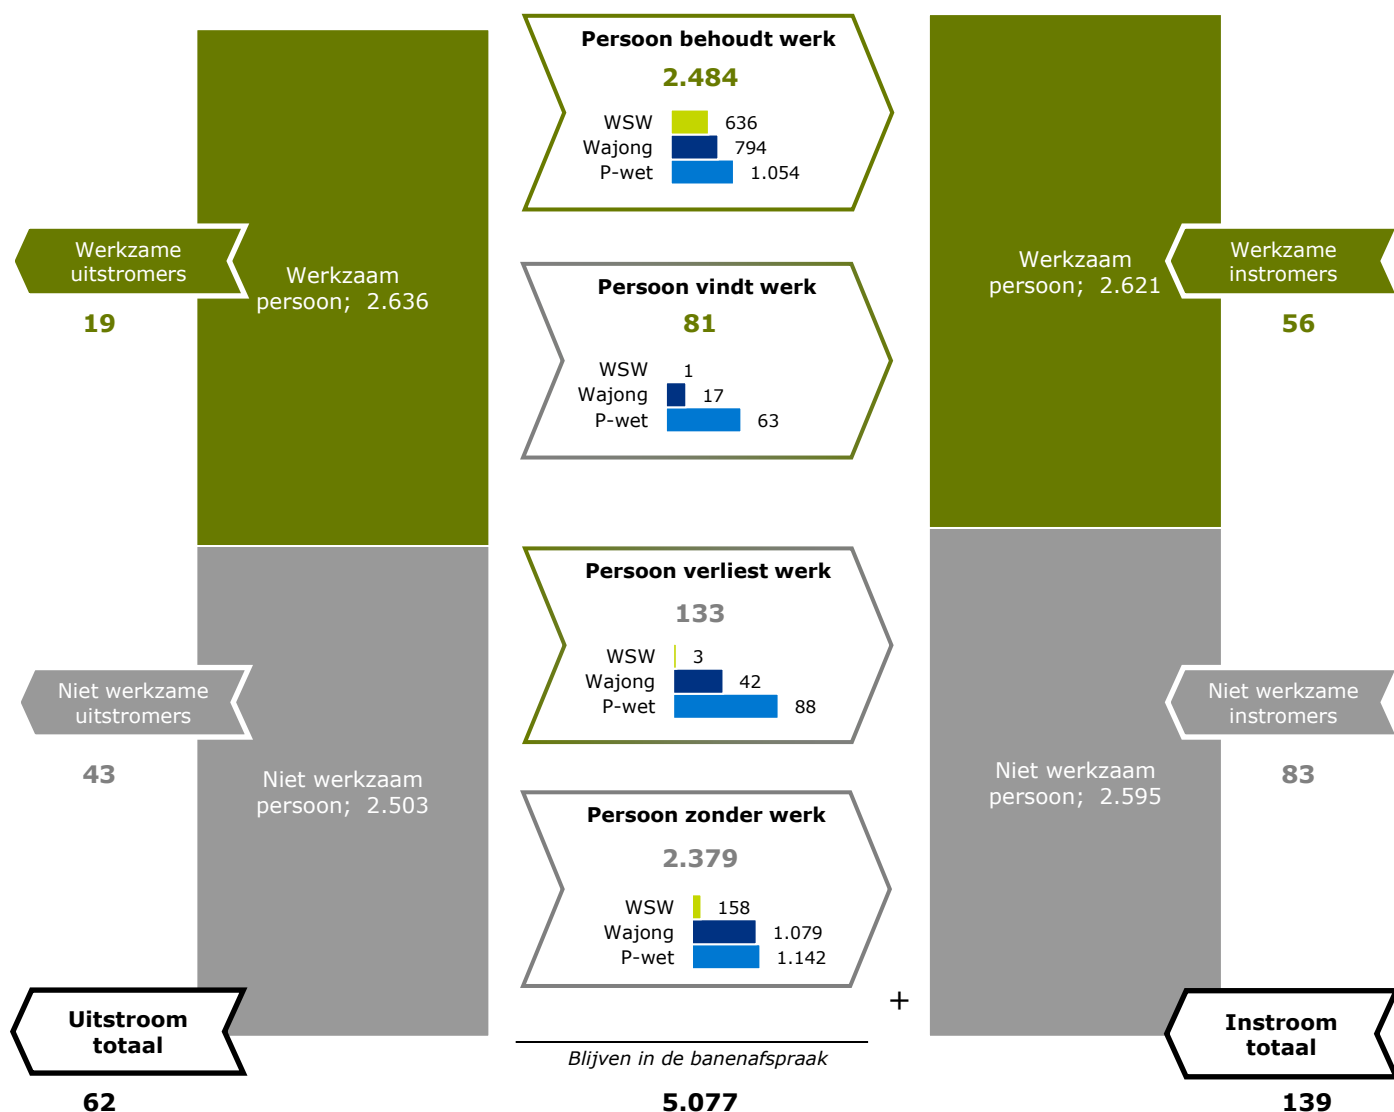 Werkzame
uitstromers
19
Werkzaam
persoon; 2.636
Niet werkzame
uitstromers
43
Niet werkzaam
persoon; 2.503
Uitstroom
totaal
62
Persoon behoudt werk
2.484
WSW 636
Wajong 794
P-wet 1.054
Persoon vindt werk
81
WSW 1
Wajong 17
P-wet 63
Persoon verliest werk
133
WSW 3
Wajong 42
P-wet 88
Persoon zonder werk
2.379
WSW 158
Wajong 1.079
P-wet 1.142
+
Blijven in de banenafspraak
5.077
Werkzaam
persoon; 2.621
Werkzame
instromers
56
Niet werkzaam
persoon; 2.595
Niet werkzame
instromers
83
Instroom
totaal
139